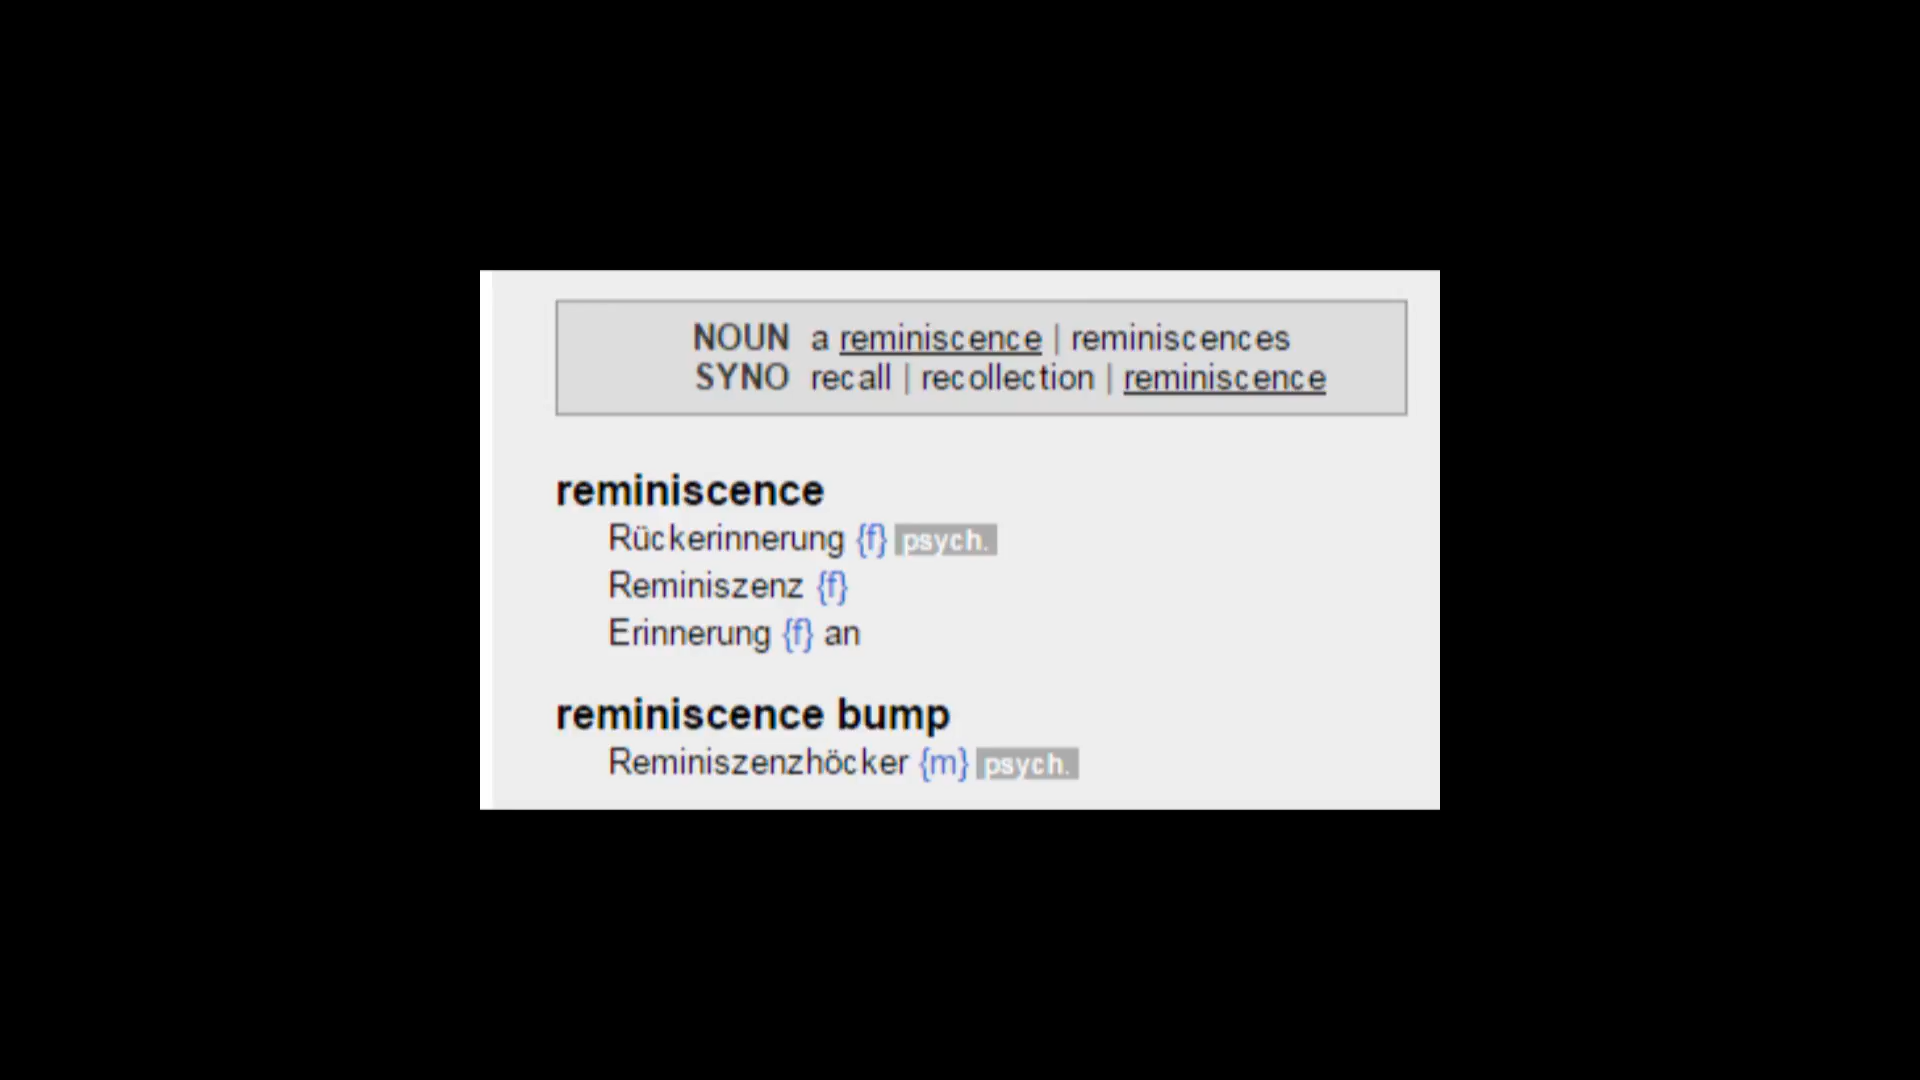 NOUN a reminiscence | reminiscences
SYNO recall | recollection | reminiscence
reminiscence
Rückerinnerung {f} psych.
Reminiszenz {f}
Erinnerung {f} an
reminiscence bump
Reminiszenzhöcker {m} psych.